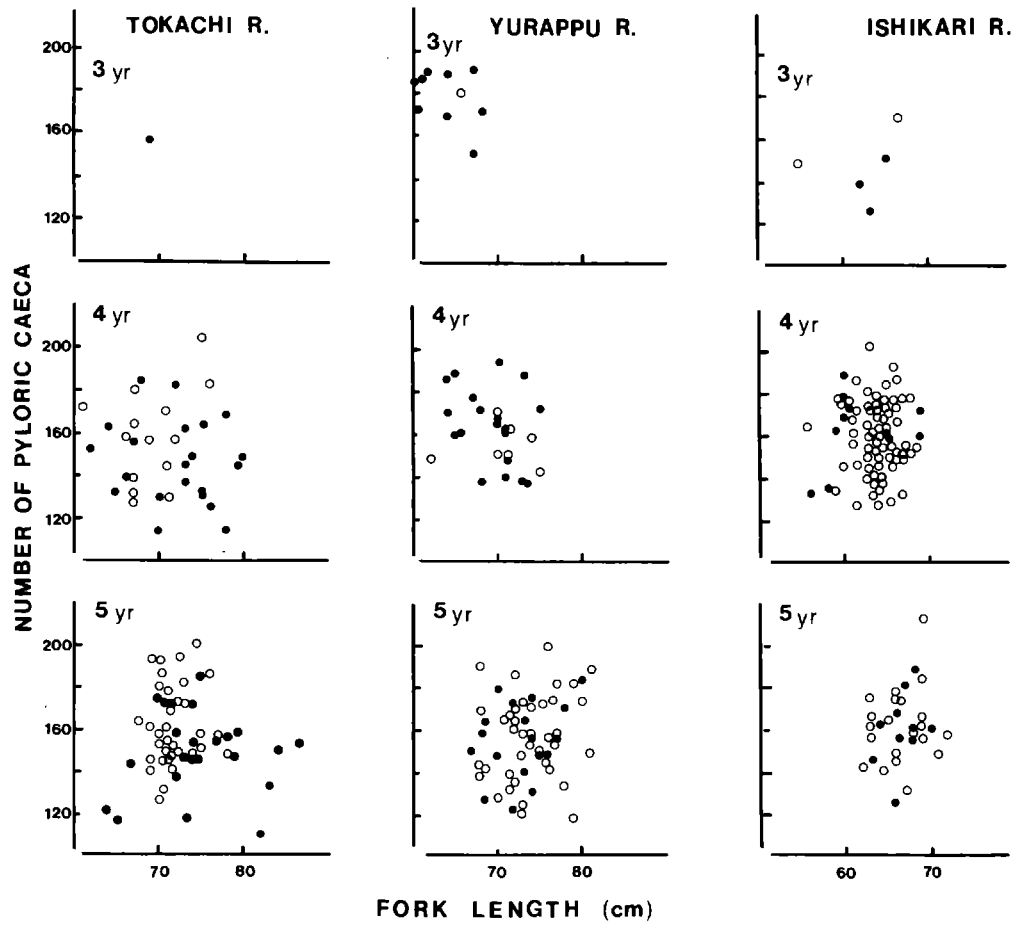 TOKACHI R.
YURAPPU R.
ISHIKARI R.
NUMBER OF PYLORIC CAECA
200
160
120
3 yr
3 yr
3 yr
200
160
120
4 yr
4 yr
4 yr
200
160
120
5 yr
5 yr
5 yr
70
80
70
80
60
70
FORK LENGTH (cm)